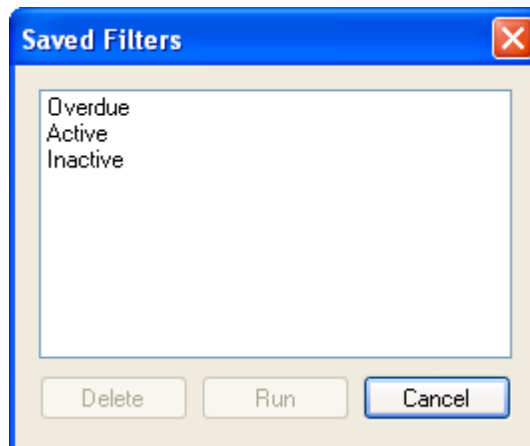 Saved Filters
Overdue
Active
Inactive
Delete Run Cancel